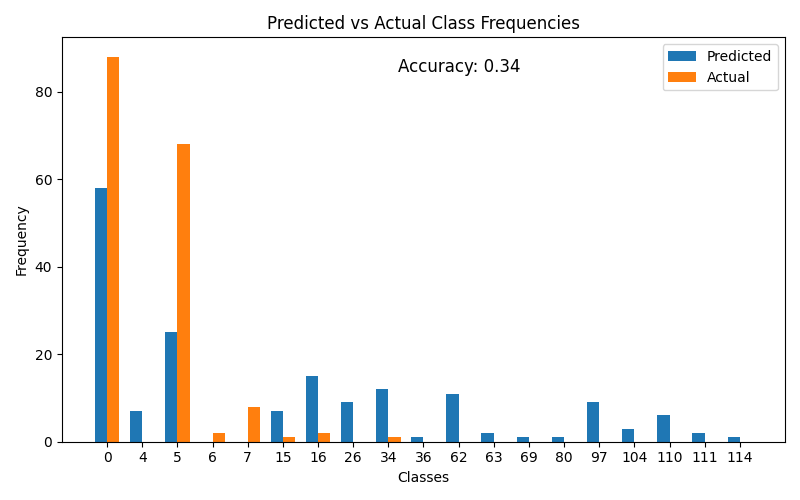 Predicted vs Actual Class Frequencies
Accuracy: 0.34
Predicted
Actual
Frequency
80
60
40
20
0
0 4 5 6 7 15 16 26 34 36 62 63 69 80 97 104 110 111 114
Classes